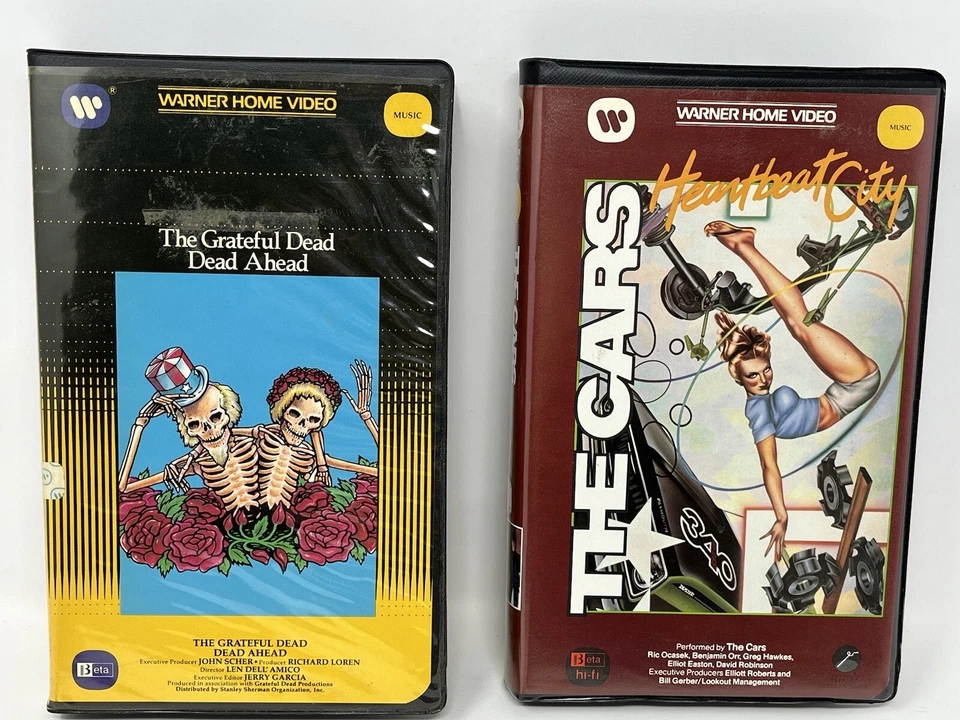 WARNER HOME VIDEO
MUSIC
The Grateful Dead
Dead Ahead
THE GRATEFUL DEAD
DEAD AHEAD
Executive Producer JOHN SCHER • Producer RICHARD LOREN
Director LEN DELL'AMICO
Executive Editor JERRY GARCIA
Produced in association with Grateful Dead Productions
Distributed by Stanley Sherman Organization, Inc.
Beta
WARNER HOME VIDEO
MUSIC
Heartbeat City
THE CARS
340
Performed by The Cars
Ric Ocasek, Benjamin Orr, Greg Hawkes,
Elliot Easton, David Robinson
Executive Producers Elliott Roberts and
Bill Gerber/Lookout Management
Beta
hi-fi